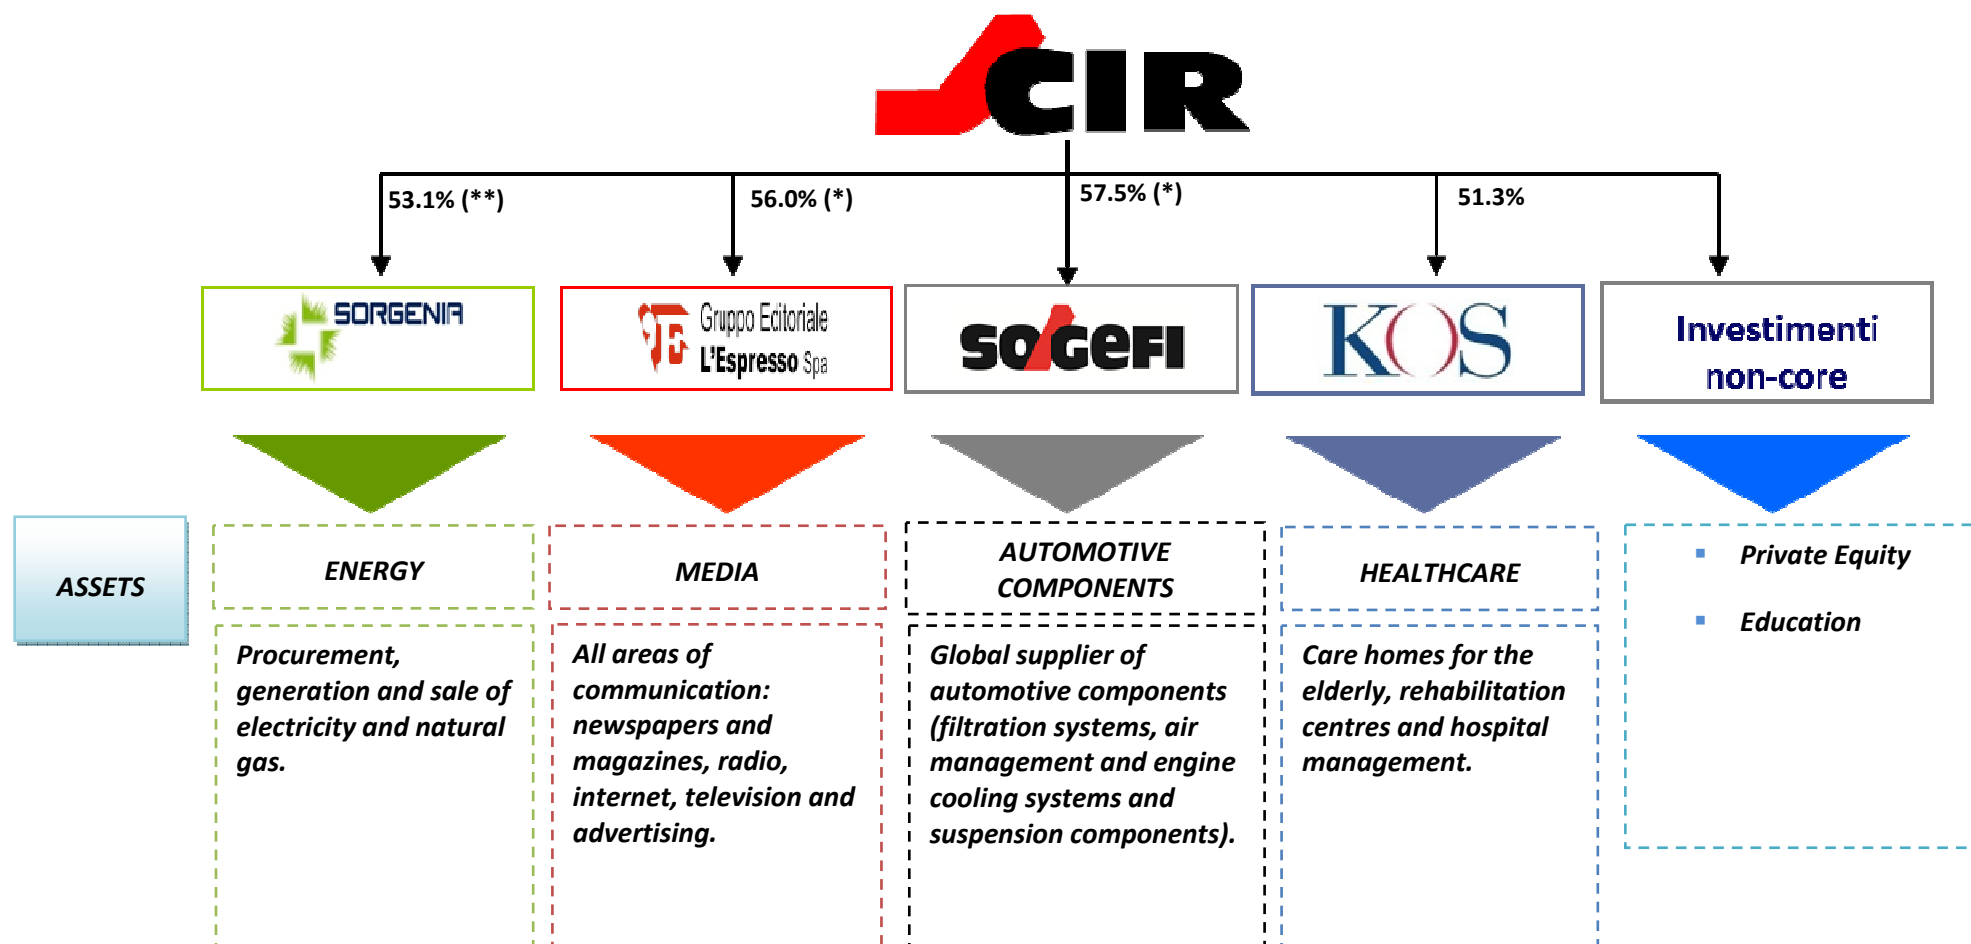 CIR
53.1% (**)
56.0% (*)
57.5% (*)
51.3%
SORGENIA
Gruppo Editoriale
L'Espresso Spa
SOGEFI
KOS
Investimenti
non-core
ASSETS
ENERGY
MEDIA
AUTOMOTIVE
COMPONENTS
HEALTHCARE
Procurement,
generation and sale of
electricity and natural
gas.
All areas of
communication:
newspapers and
magazines, radio,
internet, television and
advertising.
Global supplier of
automotive components
(filtration systems, air
management and engine
cooling systems and
suspension components).
Care homes for the
elderly, rehabilitation
centres and hospital
management.
▪ Private Equity
▪ Education